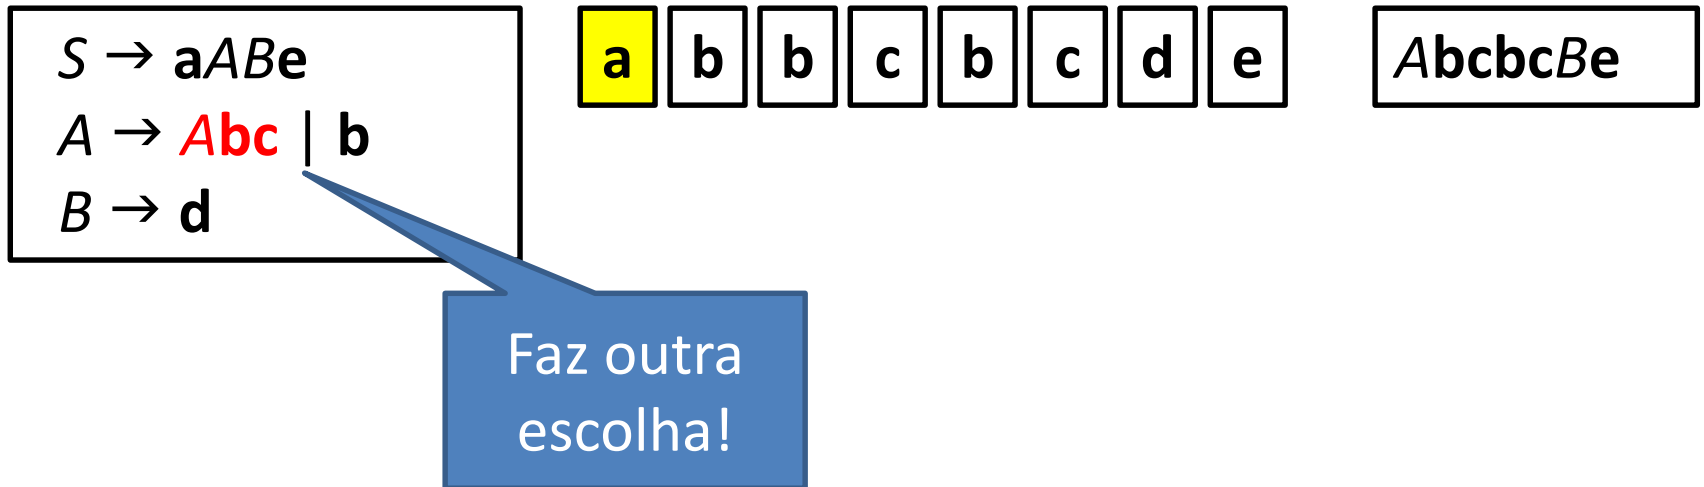 S → aABe
A → Abc | b
B → d
a b b c b c d e
AbcbcBe
Faz outra
escolha!